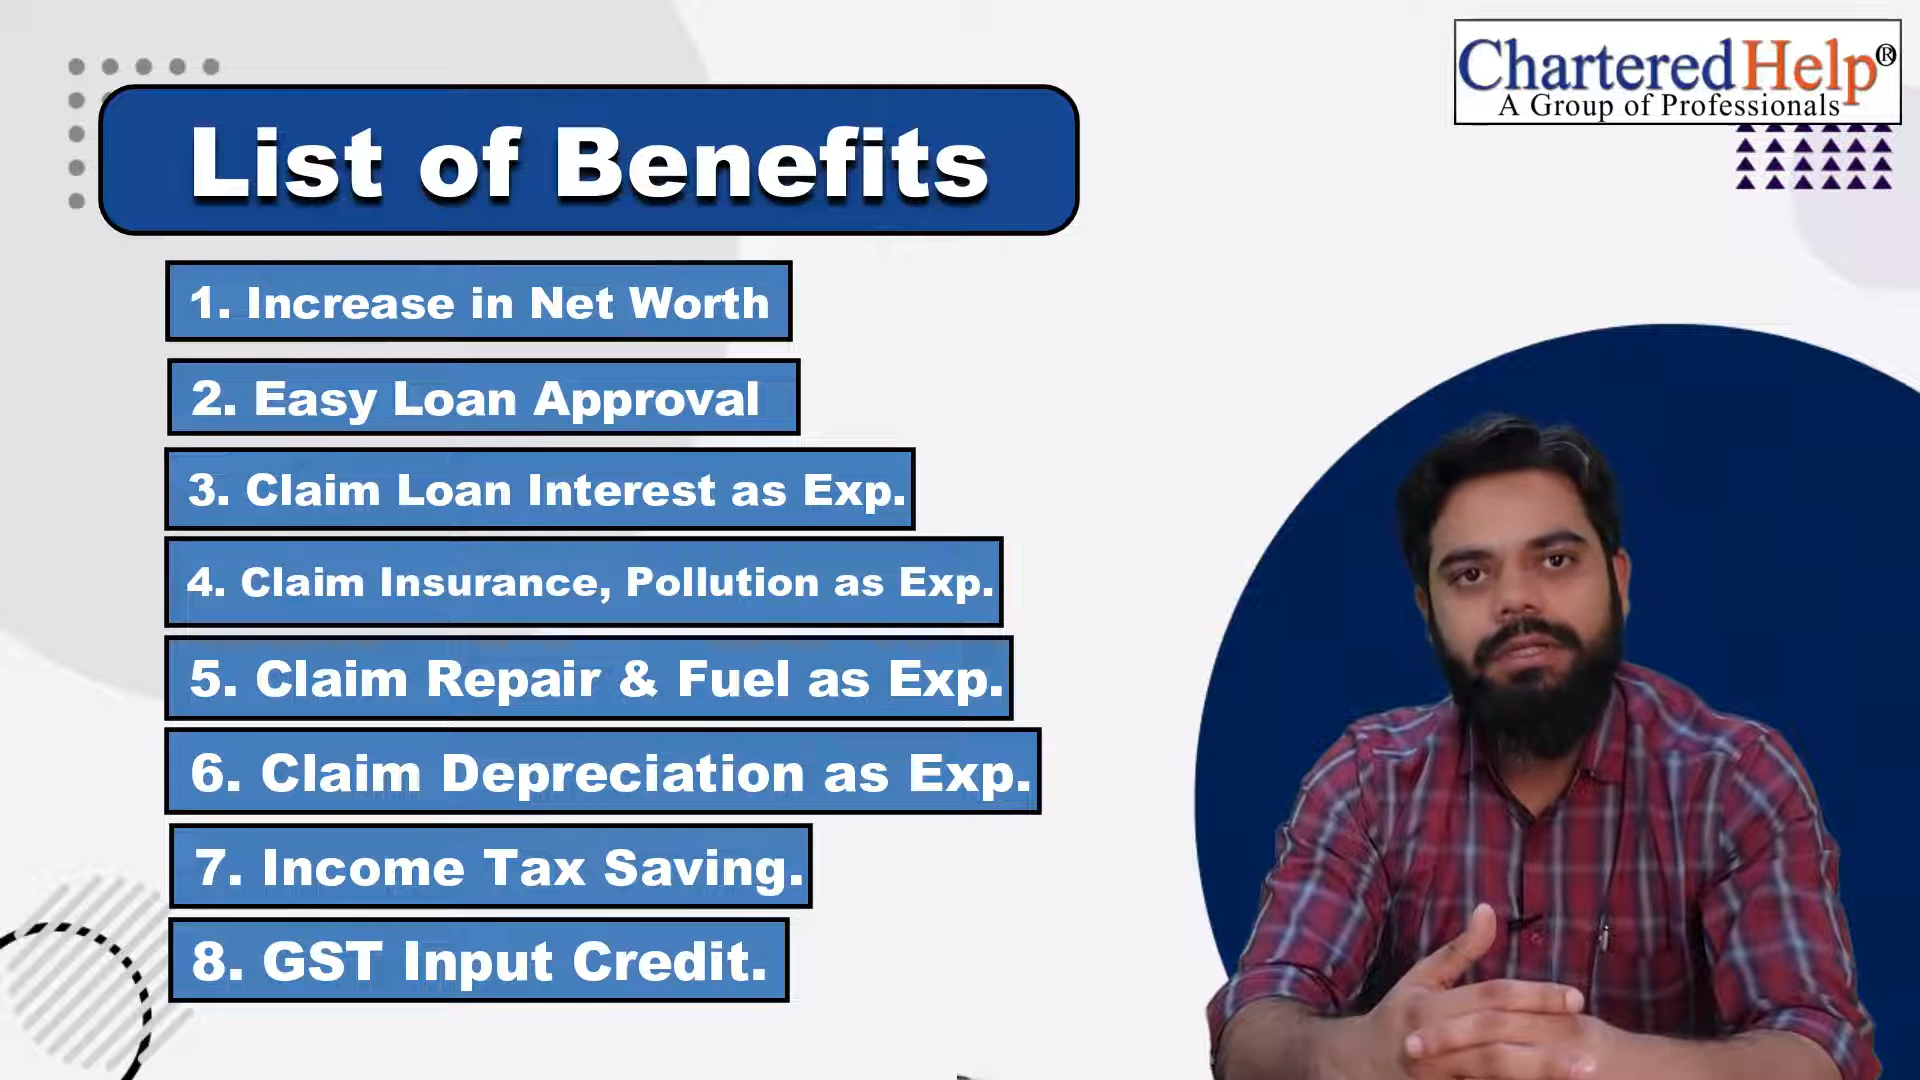 CharteredHelp®
A Group of Professionals
List of Benefits
1. Increase in Net Worth
2. Easy Loan Approval
3. Claim Loan Interest as Exp.
4. Claim Insurance, Pollution as Exp.
5. Claim Repair & Fuel as Exp.
6. Claim Depreciation as Exp.
7. Income Tax Saving.
8. GST Input Credit.